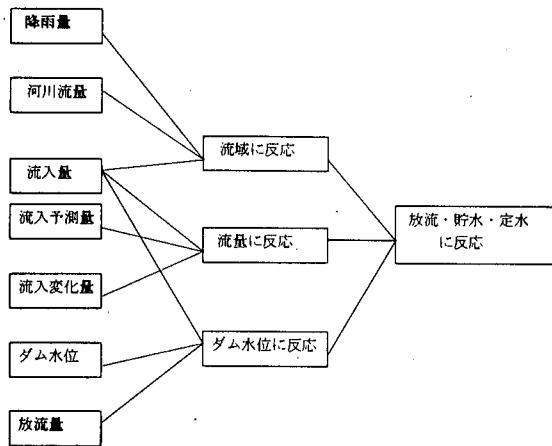 降雨量
河川流量
流入量
流入予測量
流入変化量
ダム水位
放流量
流域に反応
流量に反応
ダム水位に反応
放流・貯水・定水
に反応